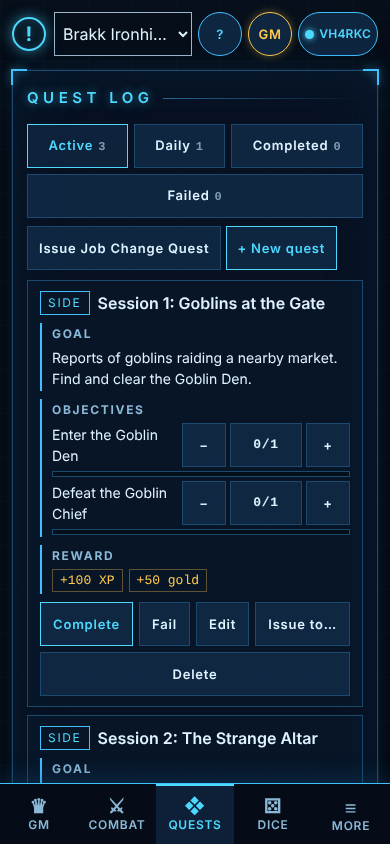 !
Brakk Ironhi...
?
GM
VH4RKC
QUEST LOG
Active 3
Daily 1
Completed 0
Failed 0
Issue Job Change Quest
+ New quest
SIDE
Session 1: Goblins at the Gate
GOAL
Reports of goblins raiding a nearby market.
Find and clear the Goblin Den.
OBJECTIVES
Enter the Goblin
Den
−
0/1
+
Defeat the Goblin
Chief
−
0/1
+
REWARD
+100 XP
+50 gold
Complete
Fail
Edit
Issue to...
Delete
SIDE
Session 2: The Strange Altar
GOAL
GM
COMBAT
QUESTS
DICE
MORE